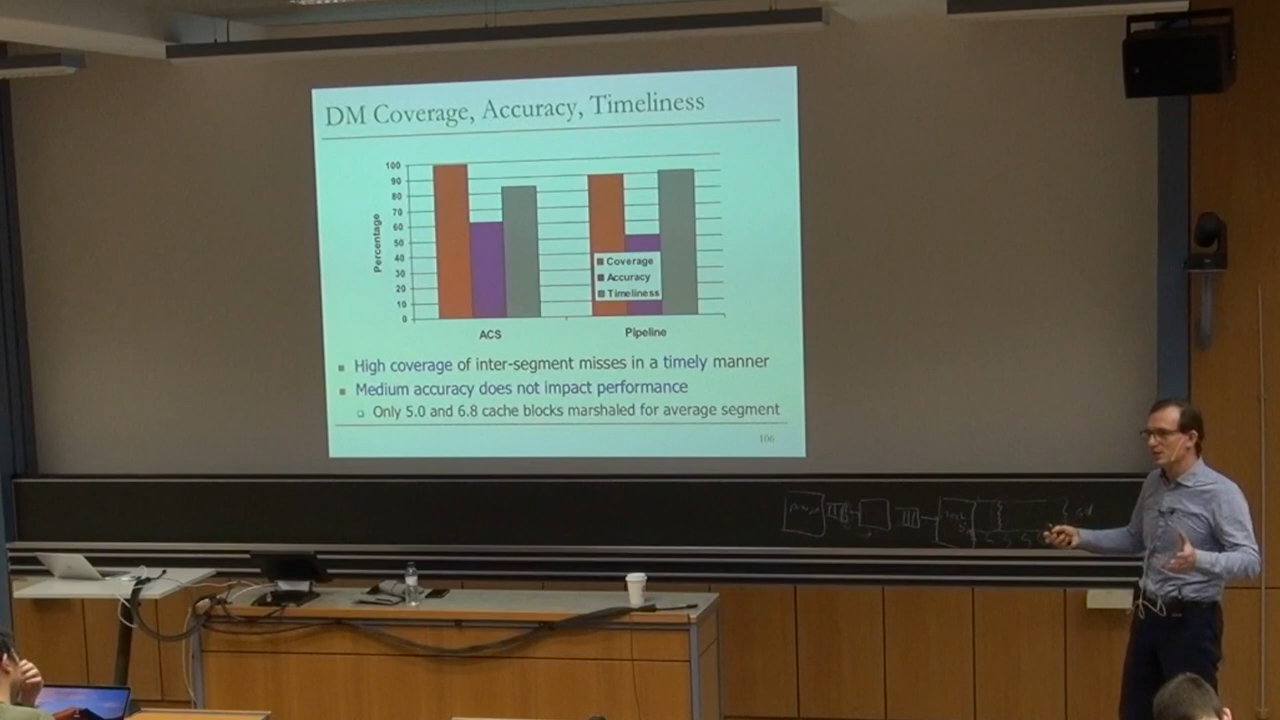 DM Coverage, Accuracy, Timeliness
100
90
80
70
60
50
40
30
20
10
0
Percentage
Coverage
Accuracy
Timeliness
ACS
Pipeline
High coverage of inter-segment misses in a timely manner
Medium accuracy does not impact performance
Only 5.0 and 6.8 cache blocks marshaled for average segment
106